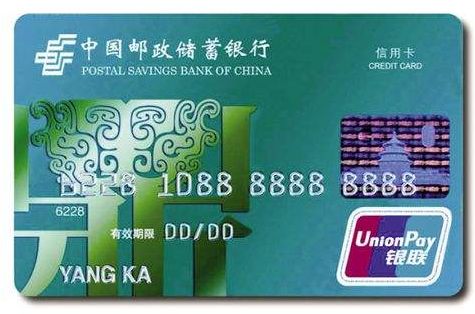 中国邮政储蓄银行
POSTAL SAVINGS BANK OF CHINA
信用卡
CREDIT CARD
6228 1088 8888 8888
6228
有效期限 DD/DD
YANG KA
UnionPay
银联